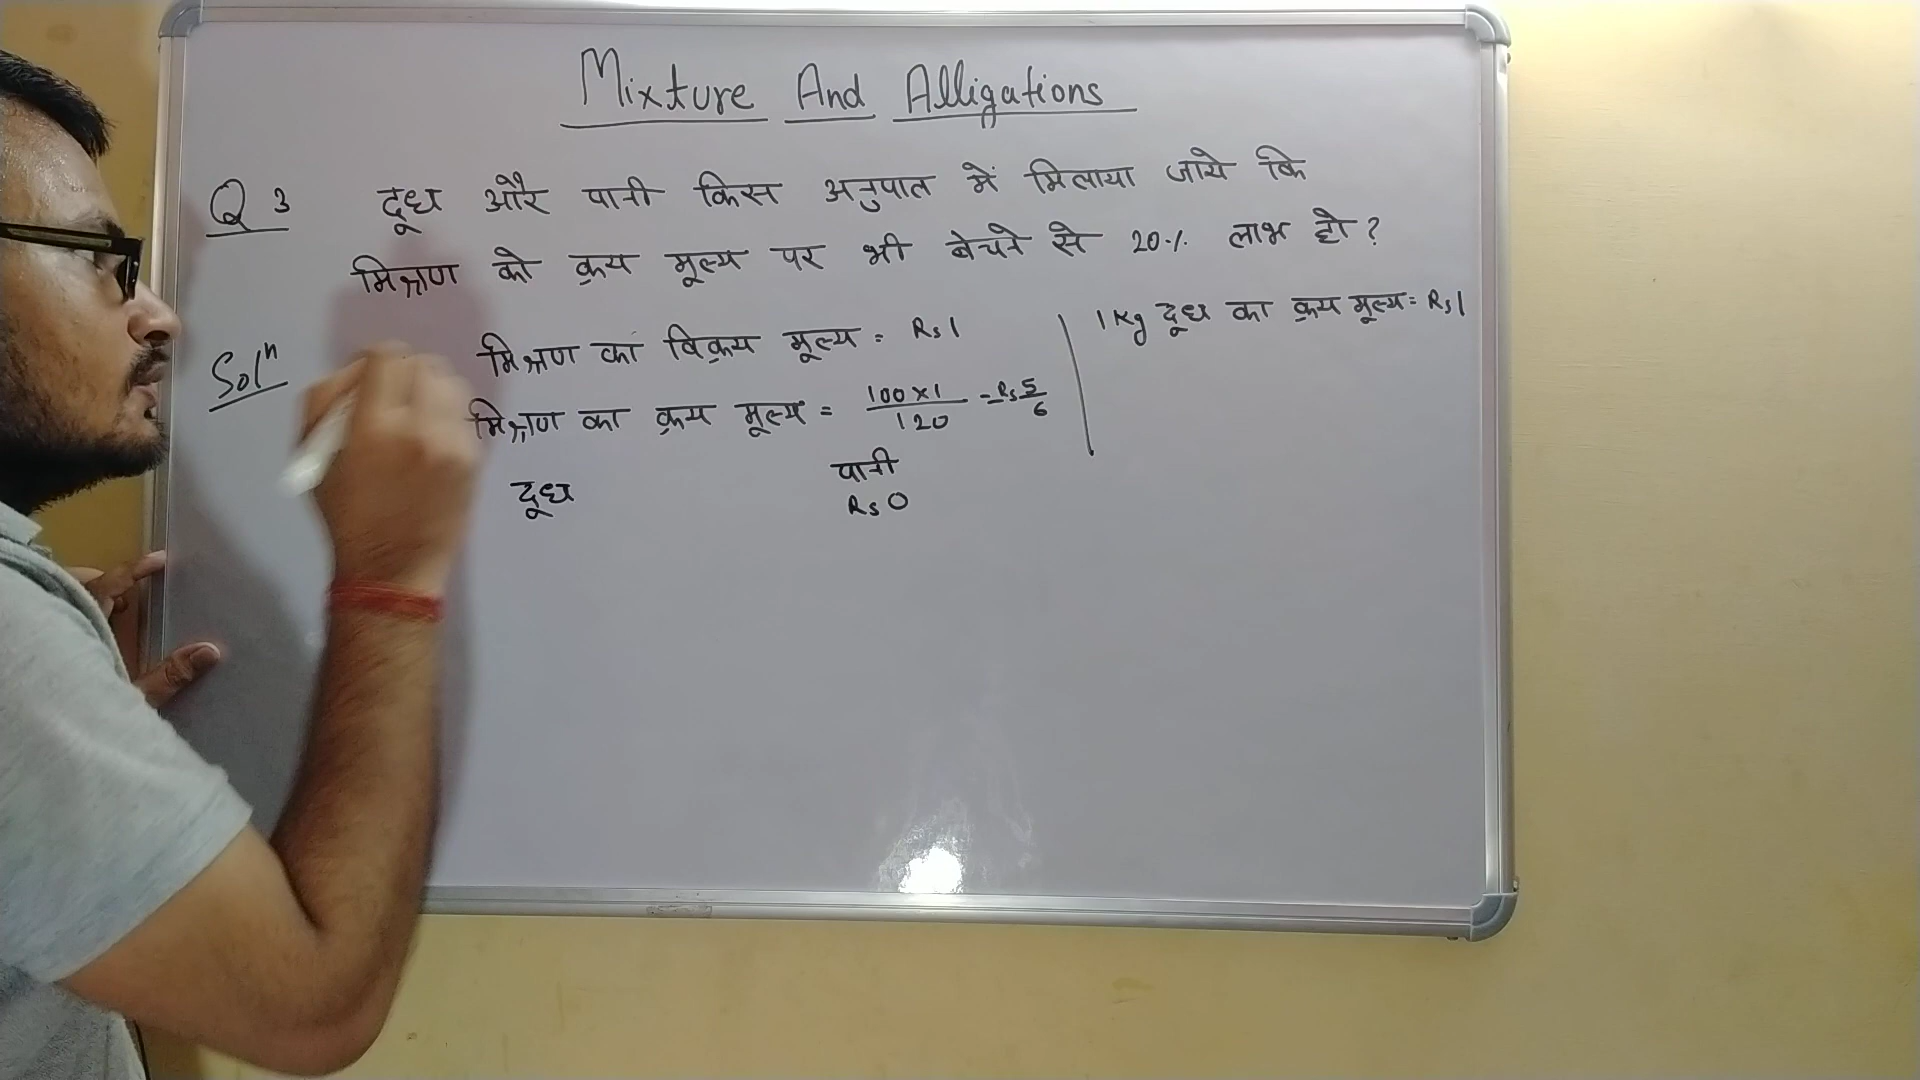 Mixture And Alligations
Q 3 दूध और पानी किस अनुपात में मिलाया जाये कि
मिश्रण को क्रय मूल्य पर भी बेचने से 20% लाभ हो?
Solⁿ मिश्रण का विक्रय मूल्य = Rs 1
मिश्रण का क्रय मूल्य = 100 × 1 / 120 = Rs 5/6
1 Kg दूध का क्रय मूल्य = Rs 1
दूध पानी
Rs 0